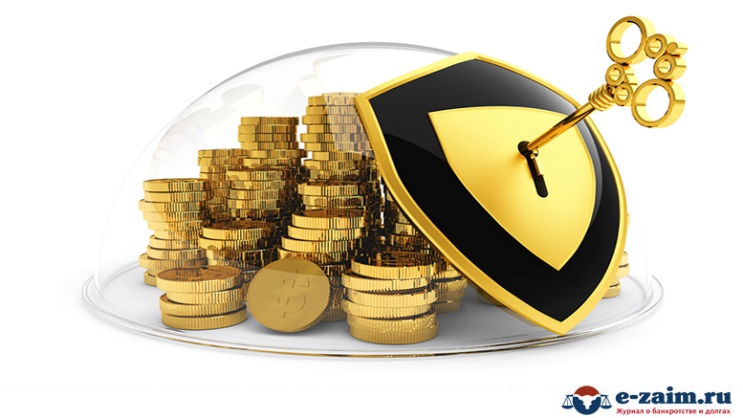 $
e-zaim.ru
Журнал о банкротстве и долгах